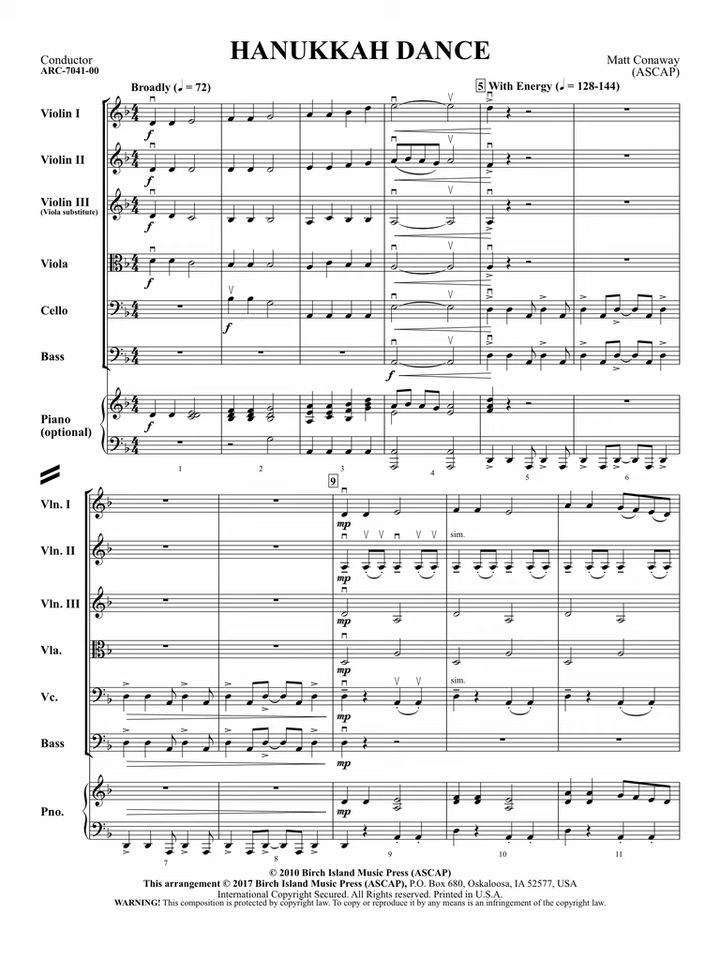 HANUKKAH DANCE
Conductor
ARC-7041-00
Matt Conaway
(ASCAP)
Broadly (♩ = 72)
5 With Energy (♩ = 128-144)
Violin I
f
Violin II
f
Violin III
(Viola substitute)
f
Viola
f
Cello
f
Bass
f
Piano
(optional)
f
1 2 3 4 5 6
9
Vln. I
mp
Vln. II
sim.
mp
Vln. III
mp
Vla.
mp
Vc.
sim.
mp
Bass
mp
Pno.
mp
7 8 9 10 11
© 2010 Birch Island Music Press (ASCAP)
This arrangement © 2017 Birch Island Music Press (ASCAP), P.O. Box 680, Oskaloosa, IA 52577, USA
International Copyright Secured. All Rights reserved. Printed in U.S.A.
WARNING! This composition is protected by copyright law. To copy or reproduce it by any means is an infringement of the copyright law.